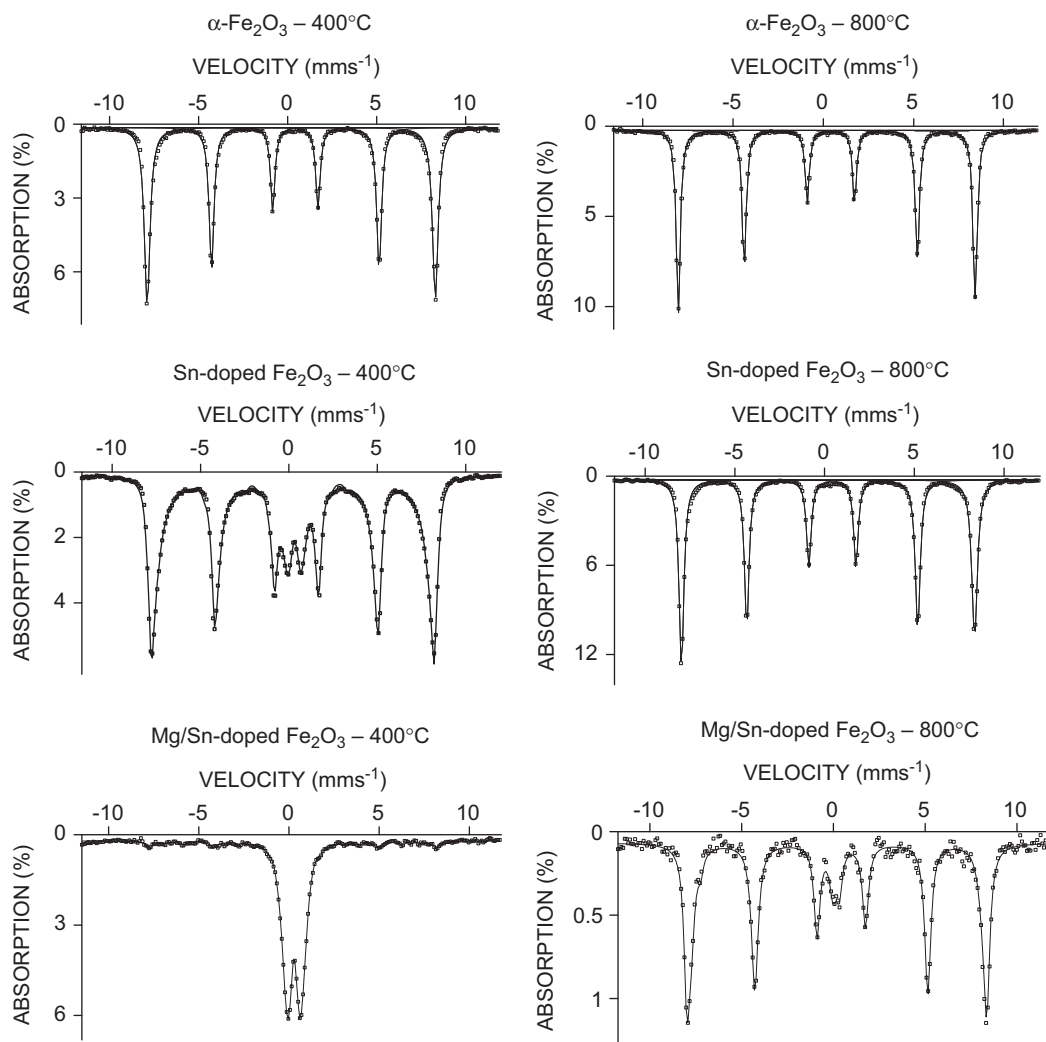 α-Fe₂O₃ – 400°C
VELOCITY (mms⁻¹)
-10 -5 0 5 10
0
3
6
ABSORPTION (%)
α-Fe₂O₃ – 800°C
VELOCITY (mms⁻¹)
-10 -5 0 5 10
0
5
10
ABSORPTION (%)
Sn-doped Fe₂O₃ – 400°C
VELOCITY (mms⁻¹)
-10 -5 0 5 10
0
2
4
ABSORPTION (%)
Sn-doped Fe₂O₃ – 800°C
VELOCITY (mms⁻¹)
-10 -5 0 5 10
0
6
12
ABSORPTION (%)
Mg/Sn-doped Fe₂O₃ – 400°C
VELOCITY (mms⁻¹)
-10 -5 0 5 10
0
3
6
ABSORPTION (%)
Mg/Sn-doped Fe₂O₃ – 800°C
VELOCITY (mms⁻¹)
-10 -5 0 5 10
0
0.5
1
ABSORPTION (%)